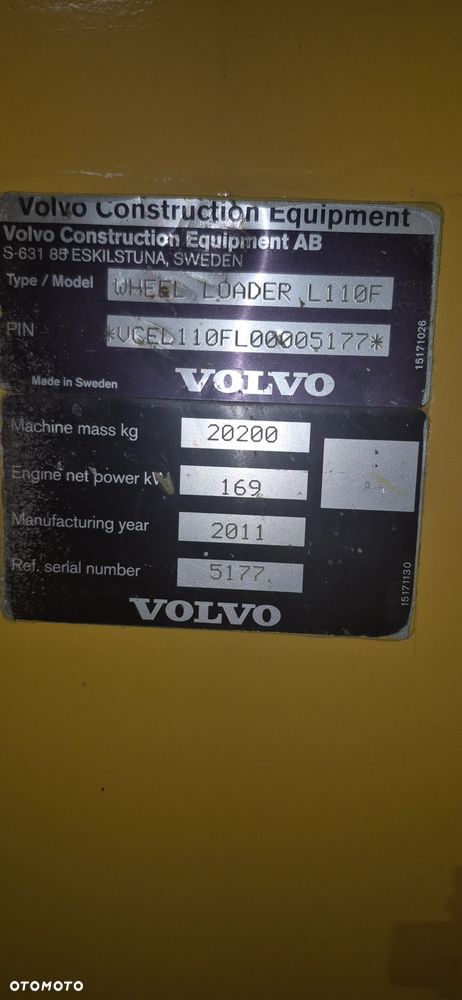 Volvo Construction Equipment
Volvo Construction Equipment AB
S-631 85 ESKILSTUNA, SWEDEN
Type / Model WHEEL LOADER L110F
PIN *VCEL110FL00005177*
Made in Sweden VOLVO
15171026
Machine mass kg 20200
Engine net power kW 169
Manufacturing year 2011
Ref. serial number 5177
VOLVO
15171130
OTOMOTO